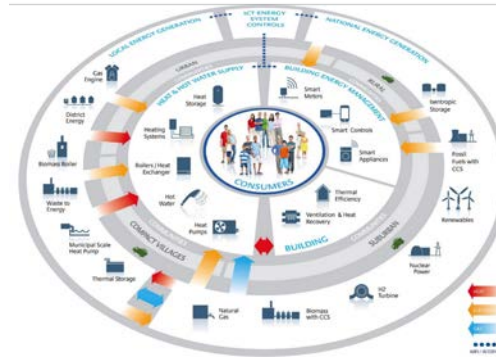 LOCAL ENERGY GENERATION
ICT ENERGY
SYSTEM
CONTROLS
NATIONAL ENERGY GENERATION
URBAN
RURAL
SUBURBAN
COMPACT VILLAGES
HEAT & HOT WATER SUPPLY
BUILDING ENERGY MANAGEMENT
BUILDING
CONSUMERS
Gas
Engine
District
Energy
Biomass Boiler
Waste to
Energy
Municipal Scale
Heat Pump
Thermal Storage
Heat
Storage
Heating
Systems
Boilers / Heat
Exchanger
Hot
Water
Heat
Pumps
Smart
Meters
Smart Controls
Smart
Appliances
Thermal
Efficiency
Ventilation & Heat
Recovery
Isentropic
Storage
Fossil
Fuels with
CCS
Renewables
Nuclear
Power
H2
Turbine
Biomass
with CCS
Natural
Gas